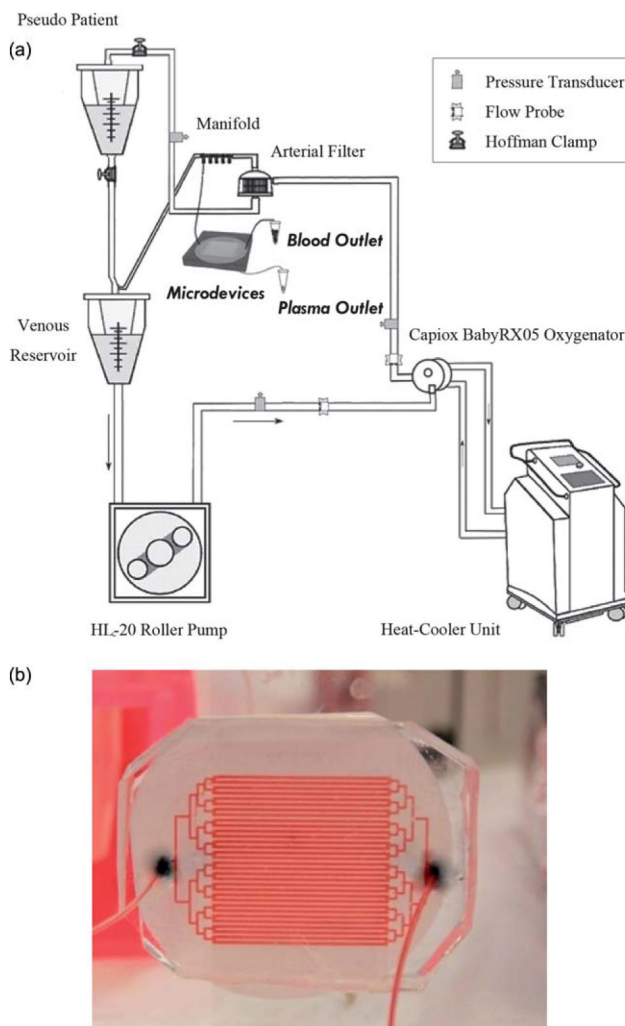 Pseudo Patient
(a)
Pressure Transducer
Flow Probe
Hoffman Clamp
Manifold
Arterial Filter
Blood Outlet
Microdevices
Plasma Outlet
Venous
Reservoir
Capiox BabyRX05 Oxygenator
HL-20 Roller Pump
Heat-Cooler Unit
(b)